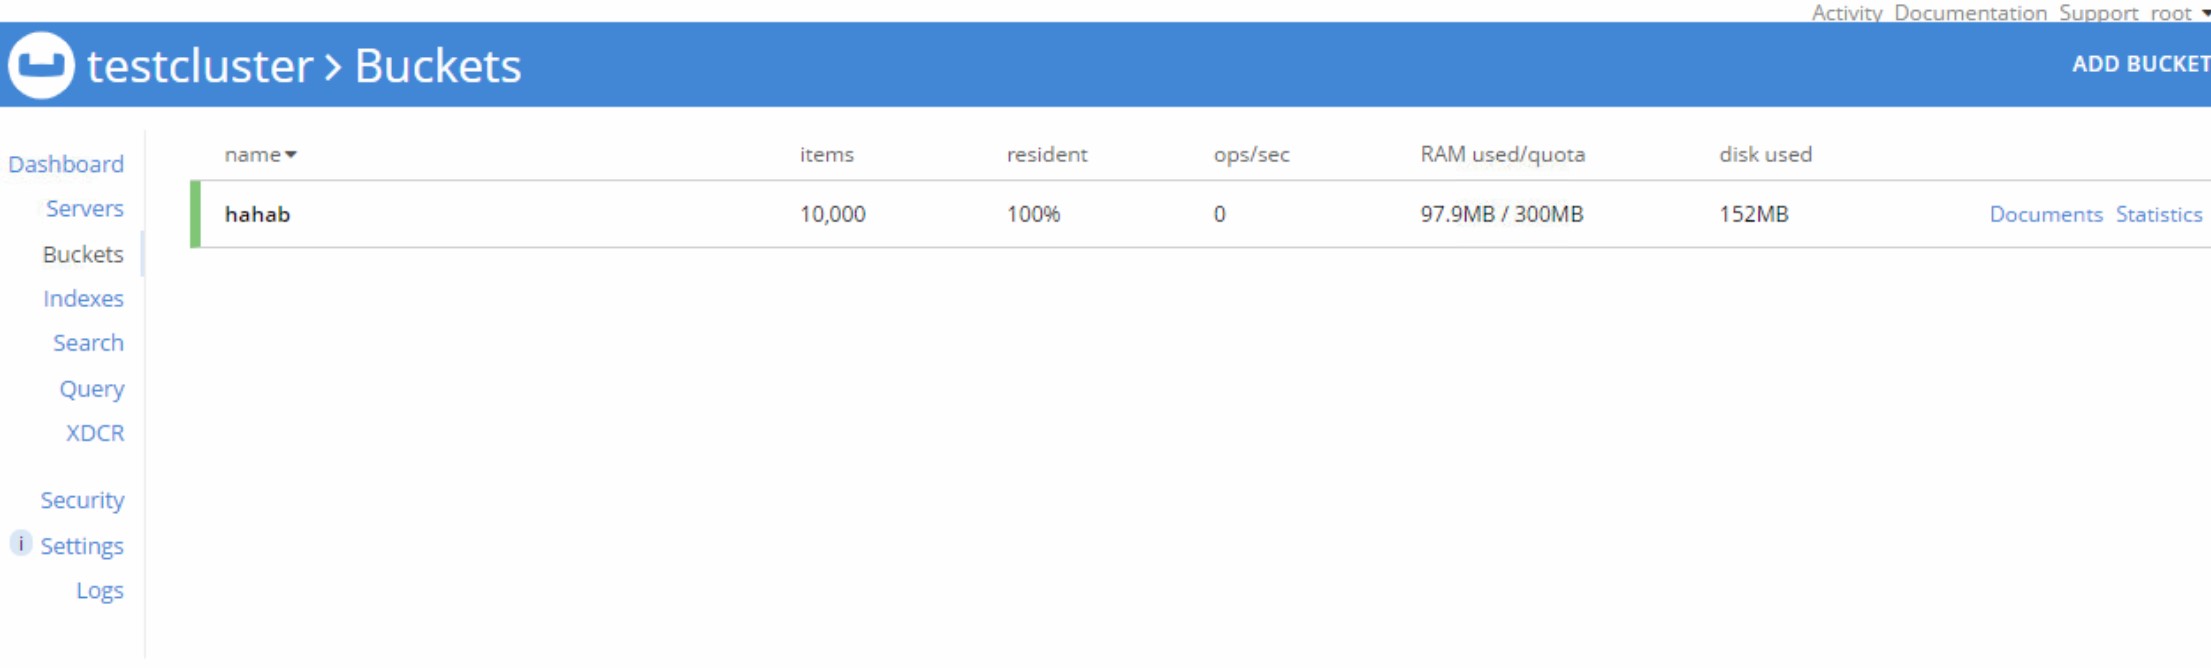 Activity Documentation Support root
testcluster > Buckets
ADD BUCKET
Dashboard
Servers
Buckets
Indexes
Search
Query
XDCR
Security
i Settings
Logs
name items resident ops/sec RAM used/quota disk used
hahab 10,000 100% 0 97.9MB / 300MB 152MB Documents Statistics